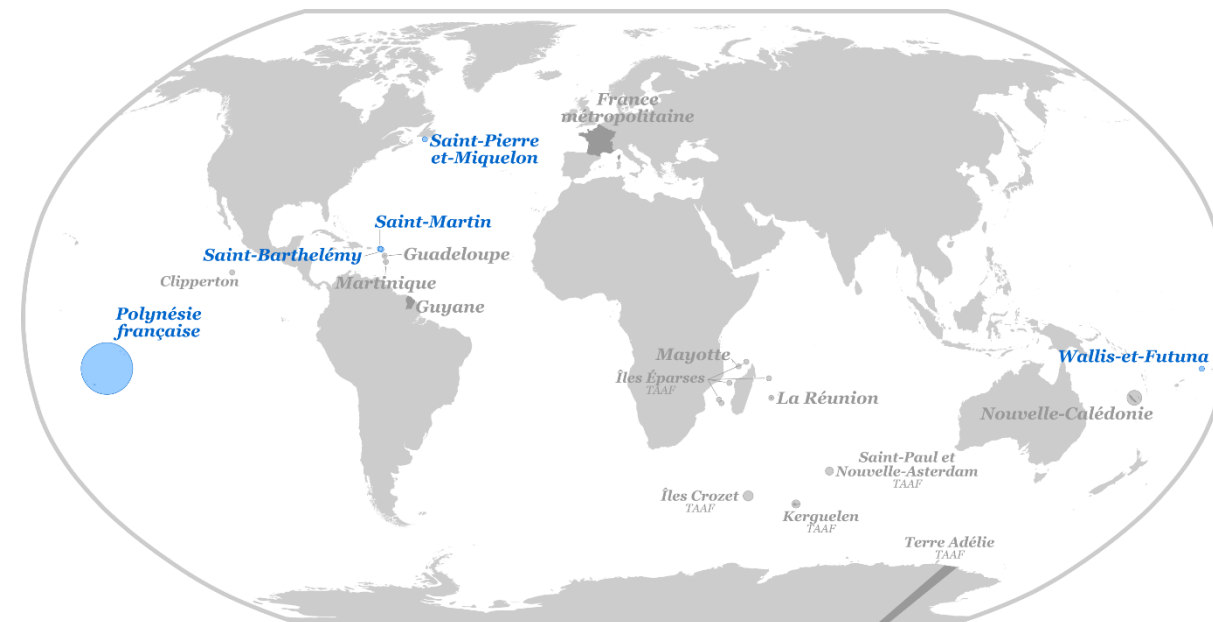 France
métropolitaine
Saint-Pierre
et-Miquelon
Saint-Martin
Saint-Barthelémy
Guadeloupe
Clipperton
Martinique
Guyane
Polynésie
française
Mayotte
Îles Éparses
TAAF
La Réunion
Wallis-et-Futuna
Nouvelle-Calédonie
Saint-Paul et
Nouvelle-Asterdam
TAAF
Îles Crozet
TAAF
Kerguelen
TAAF
Terre Adélie
TAAF